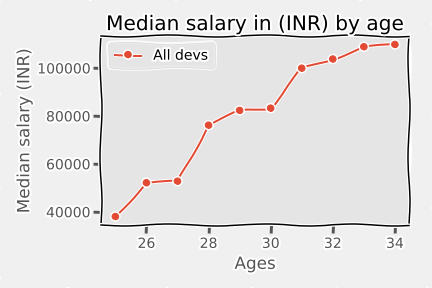 Median salary in (INR) by age
All devs
Median salary (INR)
100000
80000
60000
40000
26 28 30 32 34
Ages